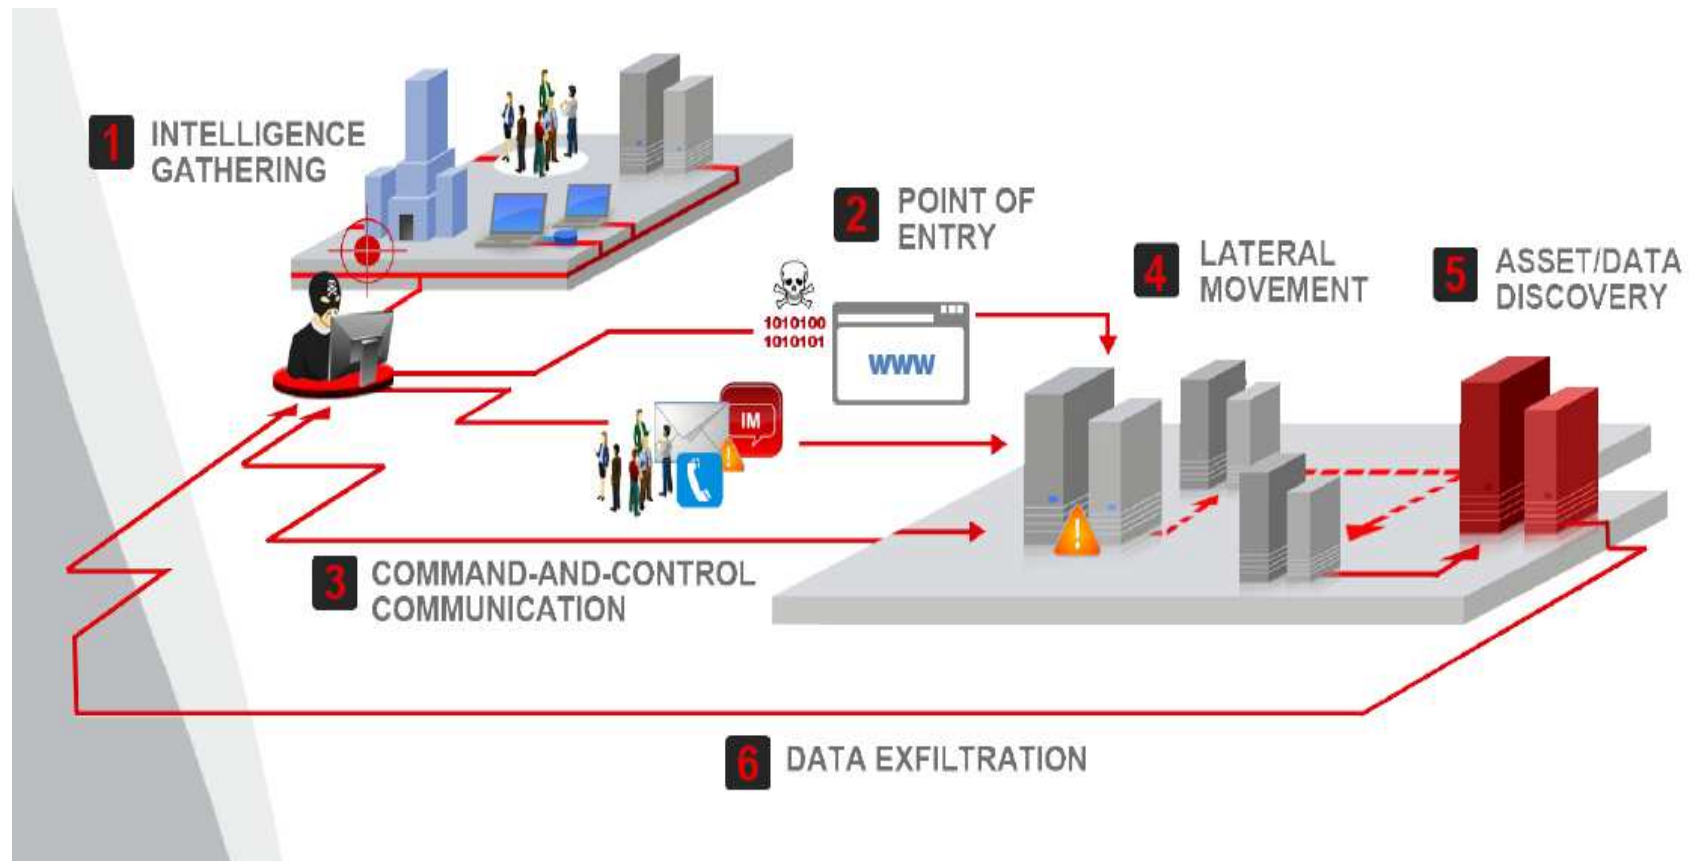 1 INTELLIGENCE
GATHERING
2 POINT OF
ENTRY
1010100
1010101
WWW
IM
3 COMMAND-AND-CONTROL
COMMUNICATION
4 LATERAL
MOVEMENT
5 ASSET/DATA
DISCOVERY
6 DATA EXFILTRATION